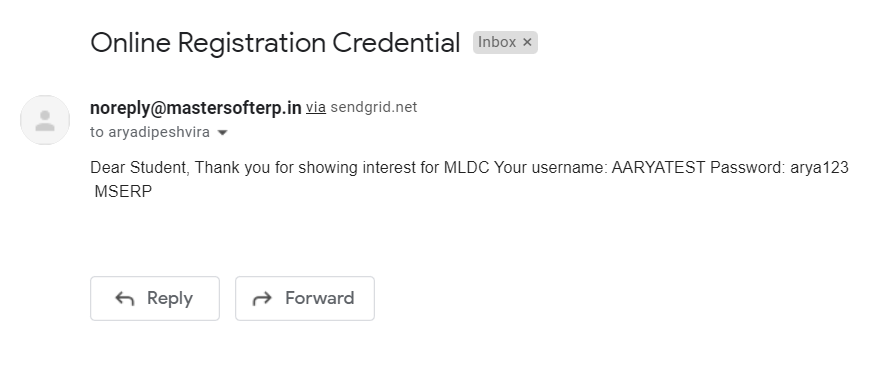 Online Registration Credential Inbox ×
noreply@mastersofterp.in via sendgrid.net
to aryadipeshvira
Dear Student, Thank you for showing interest for MLDC Your username: AARYATEST Password: arya123
MSERP
Reply Forward